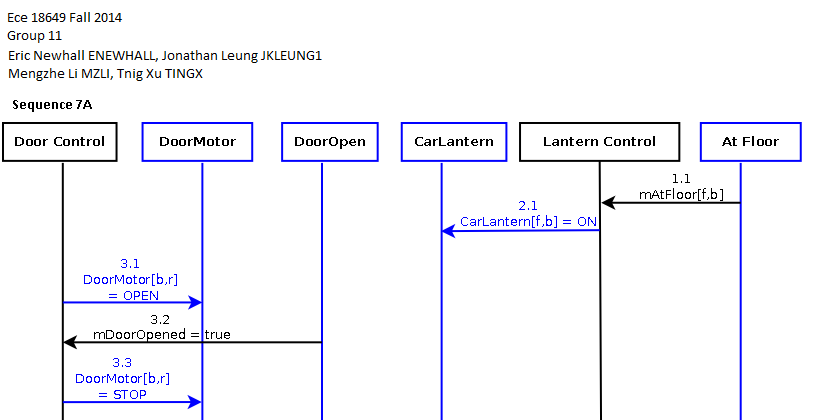 Ece 18649 Fall 2014
Group 11
Eric Newhall ENEWHALL, Jonathan Leung JKLEUNG1
Mengzhe Li MZLI, Tnig Xu TINGX
Sequence 7A
Door Control DoorMotor DoorOpen CarLantern Lantern Control At Floor
1.1
mAtFloor[f,b]
2.1
CarLantern[f,b] = ON
3.1
DoorMotor[b,r]
= OPEN
3.2
mDoorOpened = true
3.3
DoorMotor[b,r]
= STOP